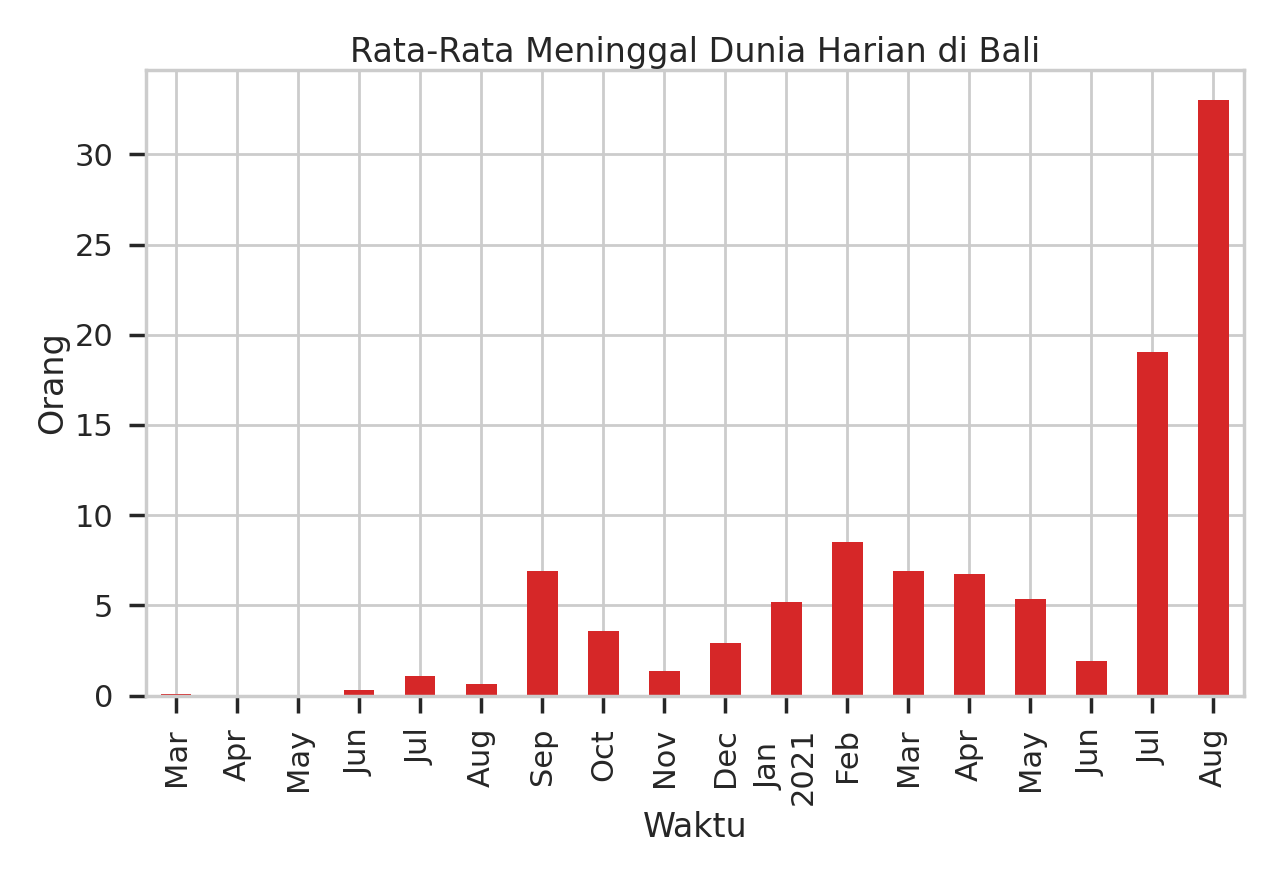 Rata-Rata Meninggal Dunia Harian di Bali
Orang
30
25
20
15
10
5
0
Mar
Apr
May
Jun
Jul
Aug
Sep
Oct
Nov
Dec
Jan
2021
Feb
Mar
Apr
May
Jun
Jul
Aug
Waktu